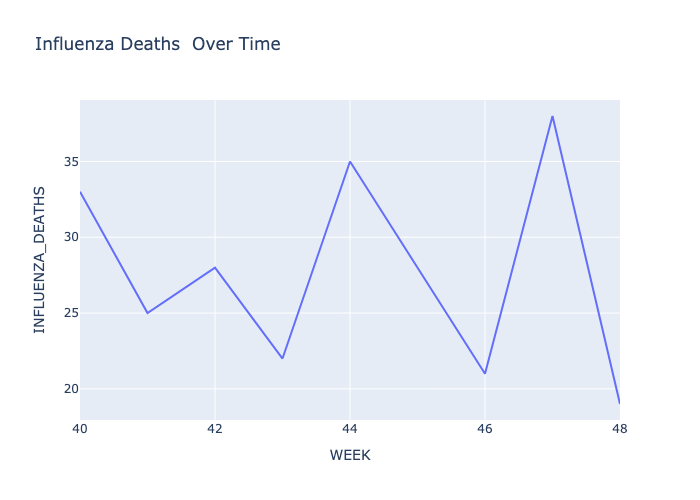 Influenza Deaths  Over Time
INFLUENZA_DEATHS
35
30
25
20
40 42 44 46 48
WEEK